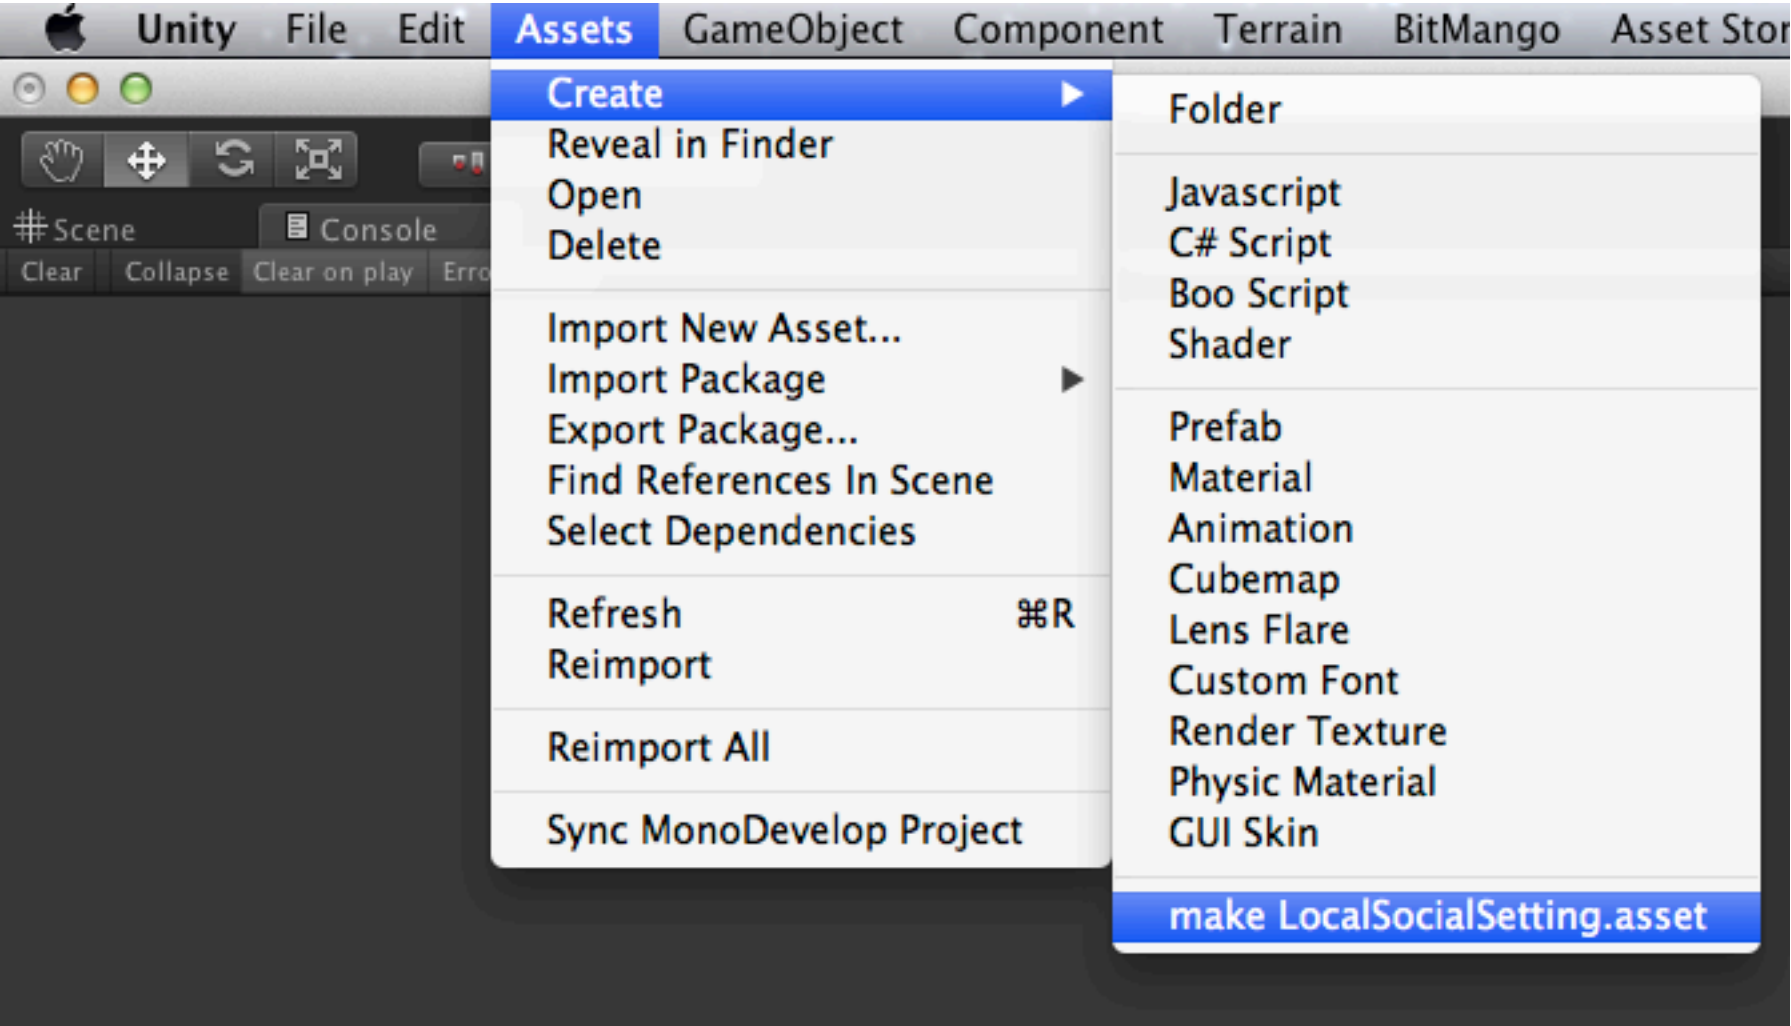 Unity File Edit Assets GameObject Component Terrain BitMango Asset Stor
Scene Console
Clear Collapse Clear on play Erro
Create
Reveal in Finder
Open
Delete
Import New Asset...
Import Package
Export Package...
Find References In Scene
Select Dependencies
Refresh ⌘R
Reimport
Reimport All
Sync MonoDevelop Project
Folder
Javascript
C# Script
Boo Script
Shader
Prefab
Material
Animation
Cubemap
Lens Flare
Custom Font
Render Texture
Physic Material
GUI Skin
make LocalSocialSetting.asset